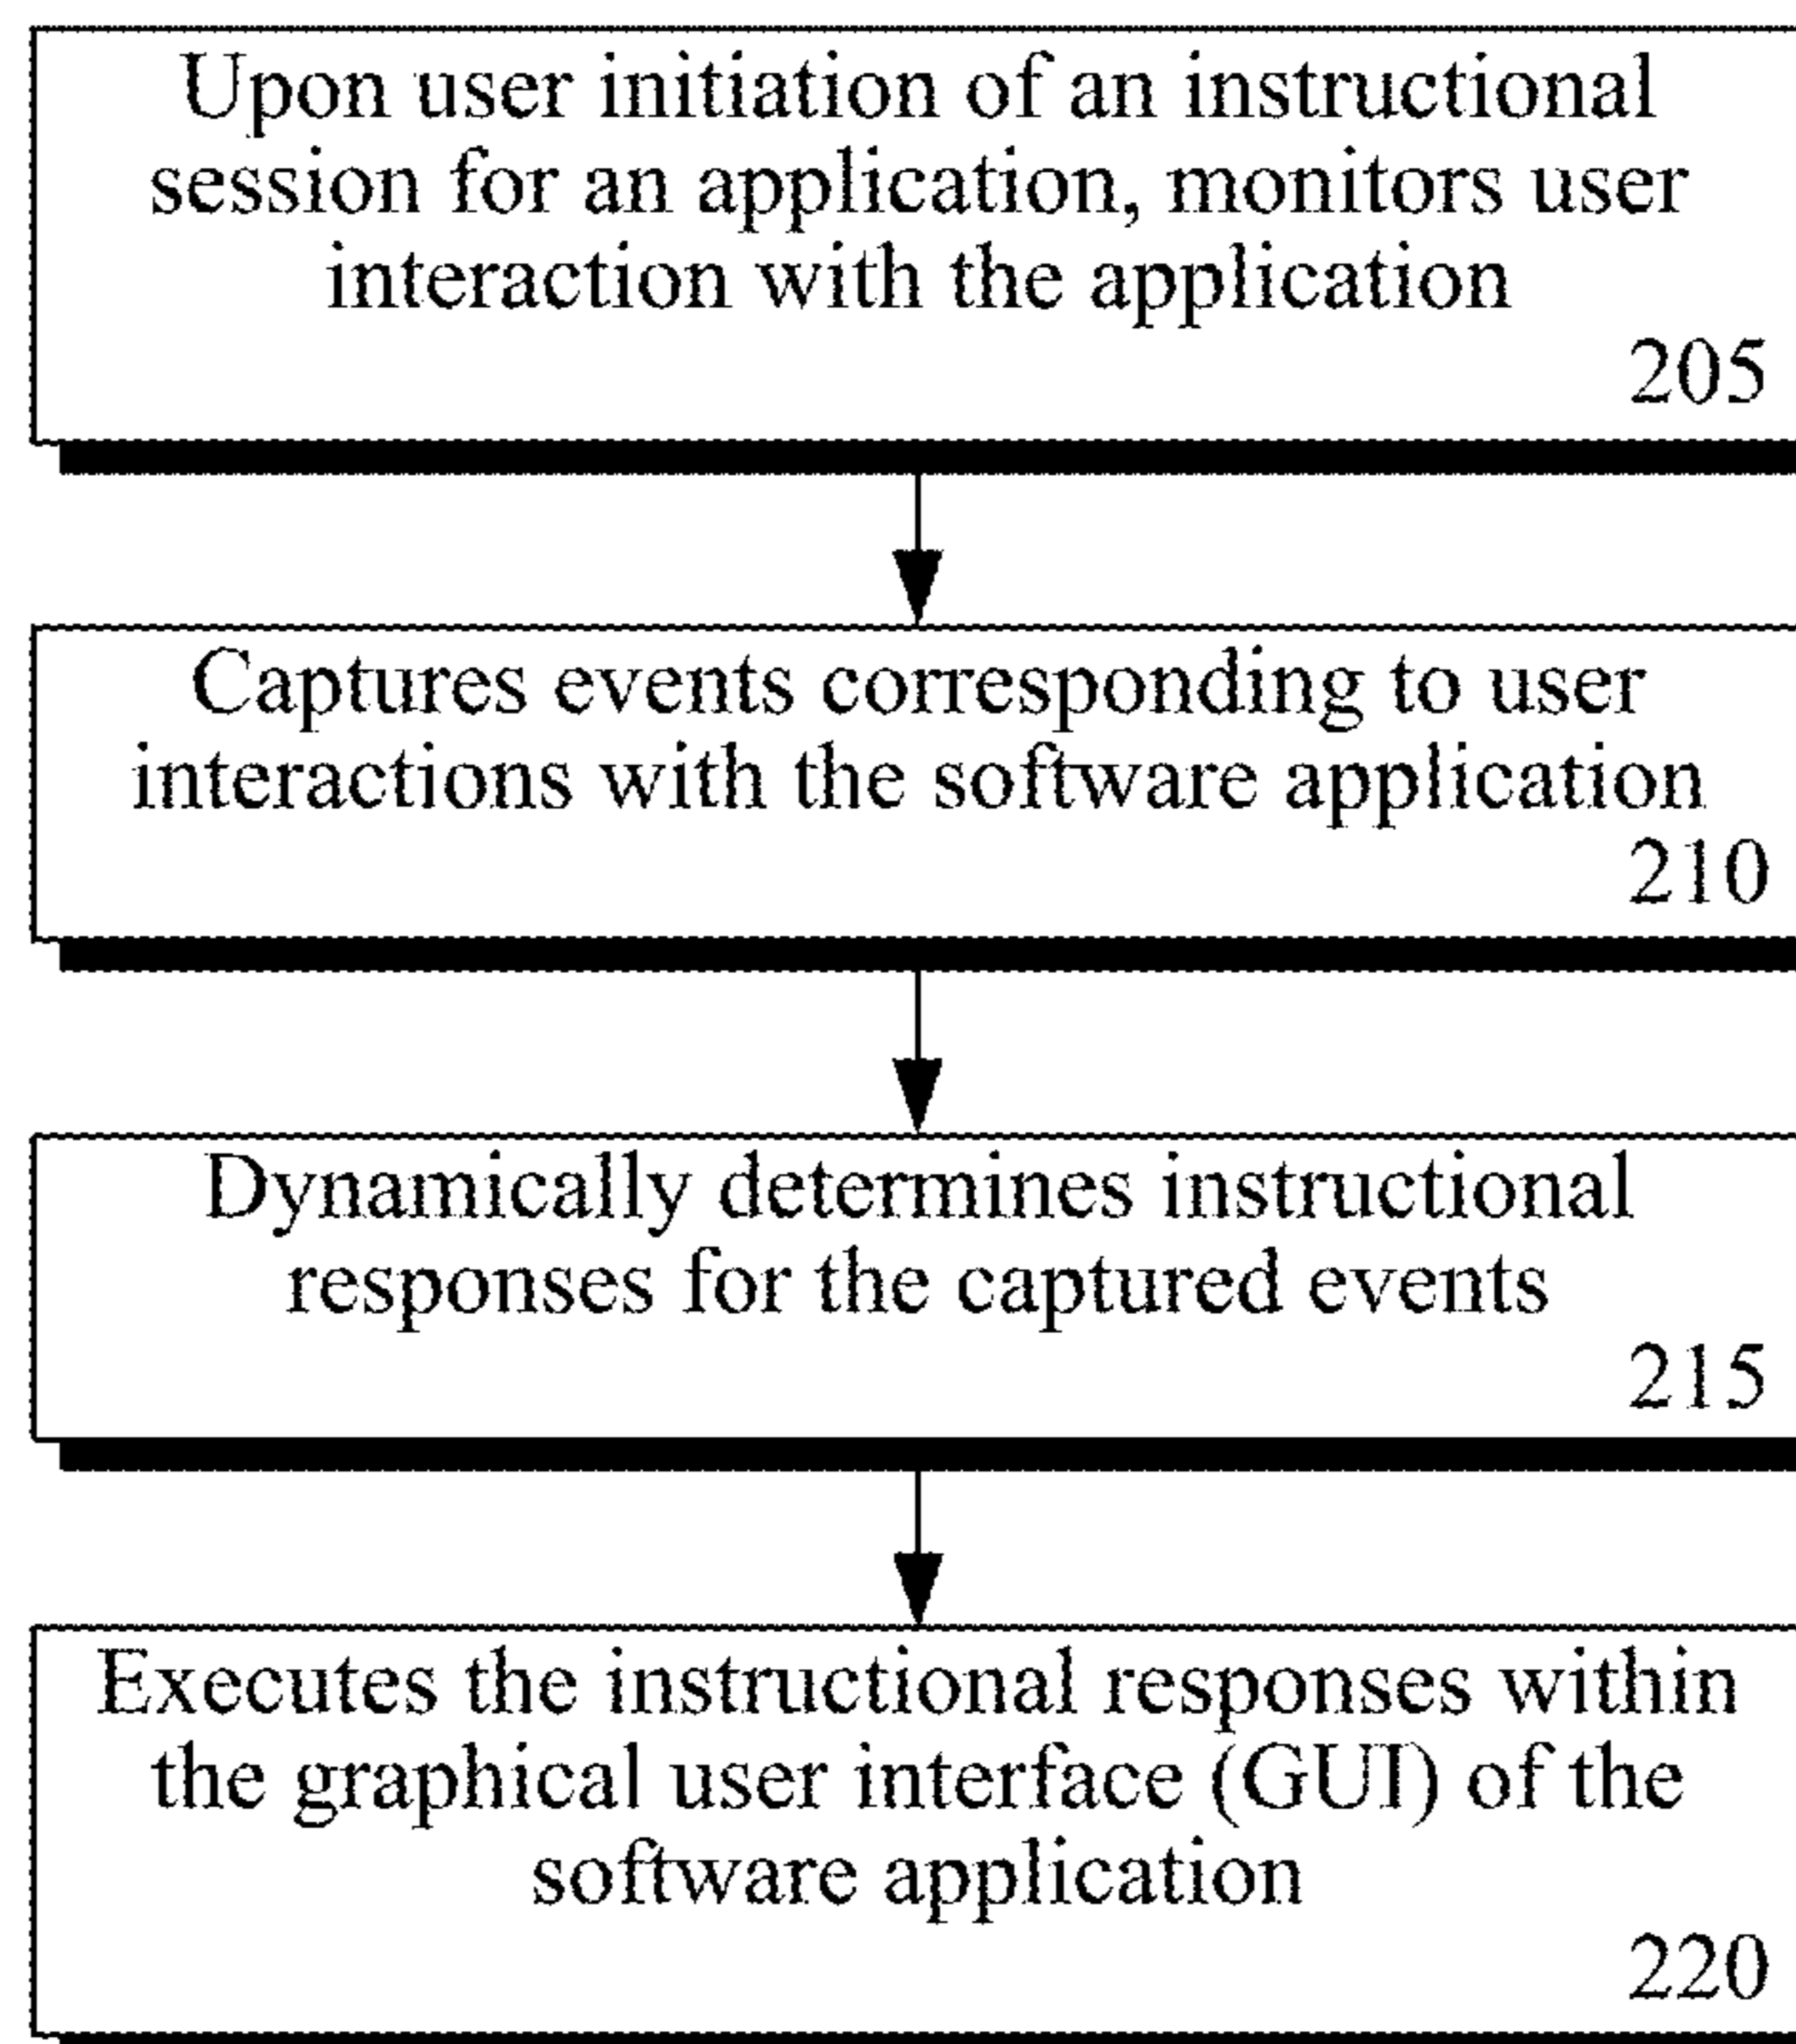 Upon user initiation of an instructional
session for an application, monitors user
interaction with the application
205
Captures events corresponding to user
interactions with the software application
210
Dynamically determines instructional
responses for the captured events
215
Executes the instructional responses within
the graphical user interface (GUI) of the
software application
220